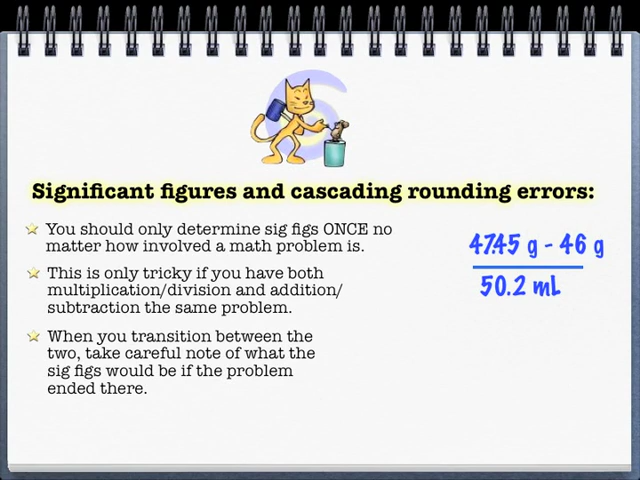 Significant figures and cascading rounding errors:
You should only determine sig figs ONCE no
matter how involved a math problem is.
This is only tricky if you have both
multiplication/division and addition/
subtraction the same problem.
When you transition between the
two, take careful note of what the
sig figs would be if the problem
ended there.
47.45 g - 46 g
50.2 mL